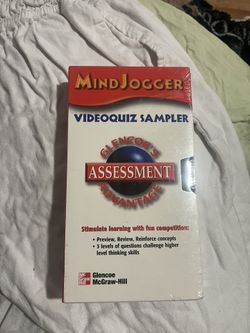 MINDJOGGER
VIDEOQUIZ SAMPLER
GLENCOE'S
ASSESSMENT
ADVANTAGE
Stimulate learning with fun competition:
• Preview, Review, Reinforce concepts
• 3 levels of questions challenge higher
level thinking skills
Glencoe
McGraw-Hill